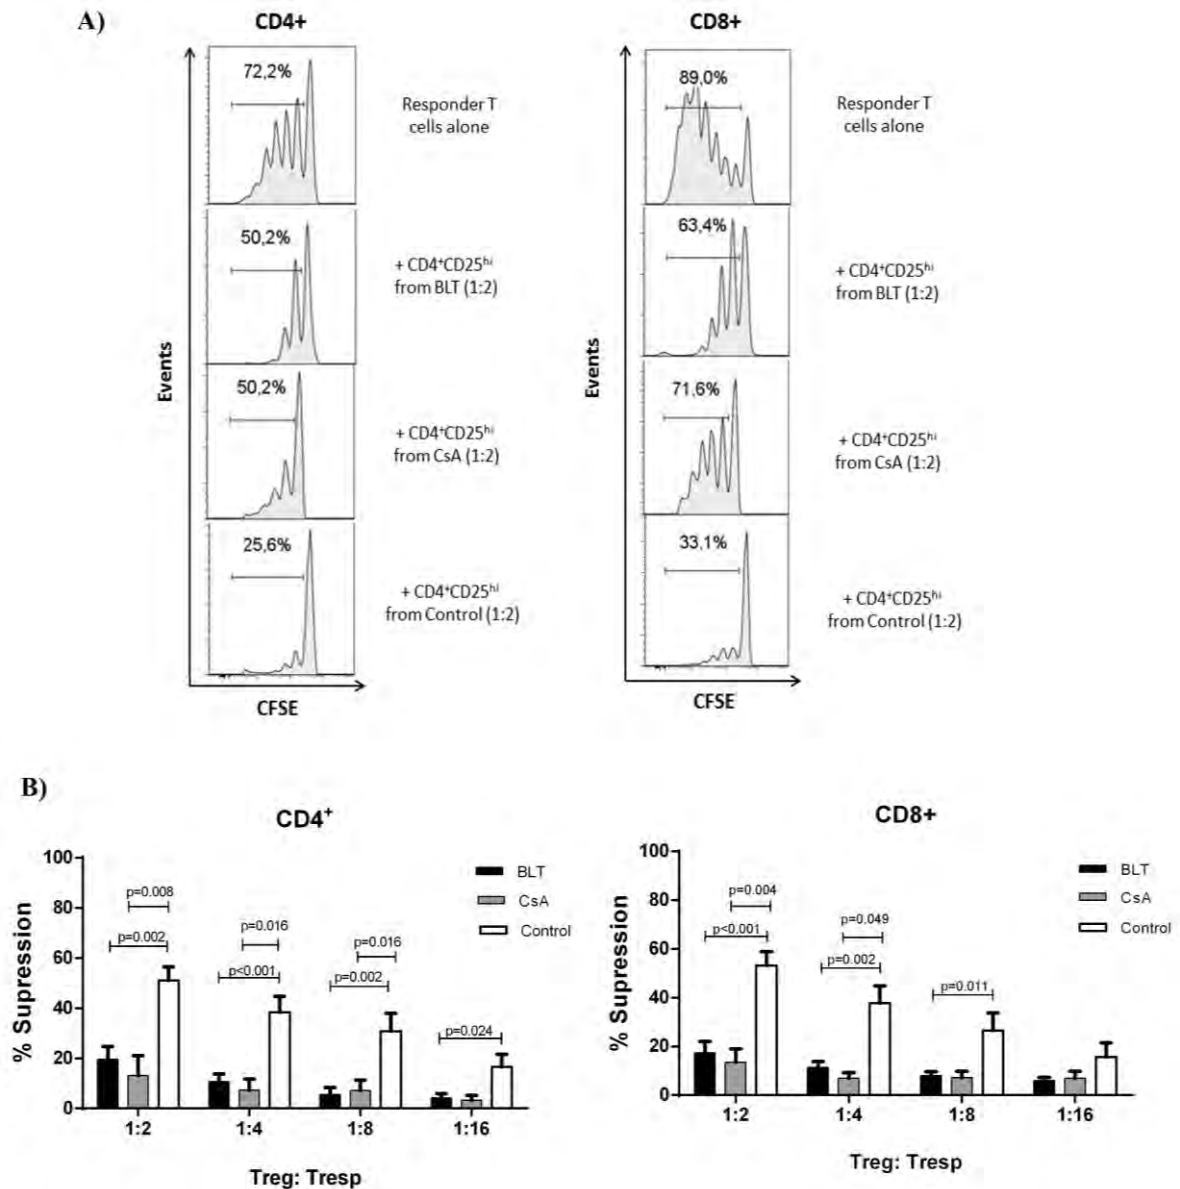 A)
CD4+
72,2%
Responder T
cells alone
50,2%
+ CD4⁺CD25ʰⁱ
from BLT (1:2)
50,2%
+ CD4⁺CD25ʰⁱ
from CsA (1:2)
25,6%
+ CD4⁺CD25ʰⁱ
from Control (1:2)
Events
CFSE
CD8+
89,0%
Responder T
cells alone
63,4%
+ CD4⁺CD25ʰⁱ
from BLT (1:2)
71,6%
+ CD4⁺CD25ʰⁱ
from CsA (1:2)
33,1%
+ CD4⁺CD25ʰⁱ
from Control (1:2)
Events
CFSE
B)
CD4⁺
% Supression
100
80
60
40
20
0
p=0.008
p=0.002
p=0.016
p<0.001
p=0.016
p=0.002
p=0.024
BLT
CsA
Control
1:2 1:4 1:8 1:16
Treg: Tresp
CD8+
% Supression
100
80
60
40
20
0
p=0.004
p<0.001
p=0.049
p=0.002
p=0.011
BLT
CsA
Control
1:2 1:4 1:8 1:16
Treg: Tresp